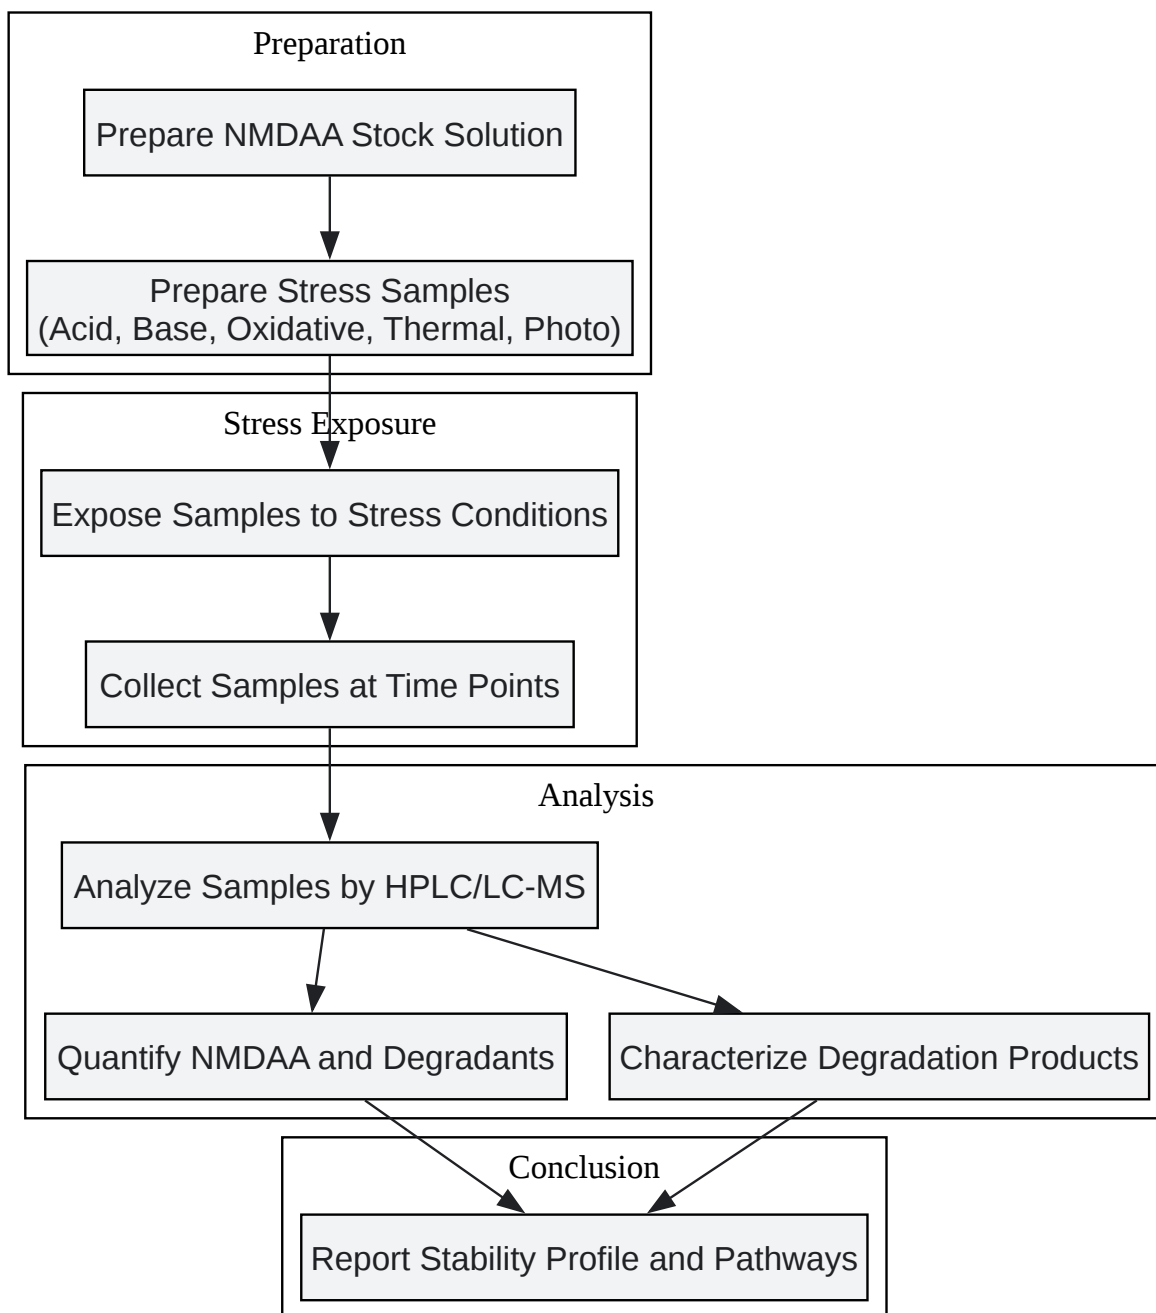 Preparation
Prepare NMDAA Stock Solution
Prepare Stress Samples
(Acid, Base, Oxidative, Thermal, Photo)
Stress Exposure
Expose Samples to Stress Conditions
Collect Samples at Time Points
Analysis
Analyze Samples by HPLC/LC-MS
Quantify NMDAA and Degradants
Characterize Degradation Products
Conclusion
Report Stability Profile and Pathways